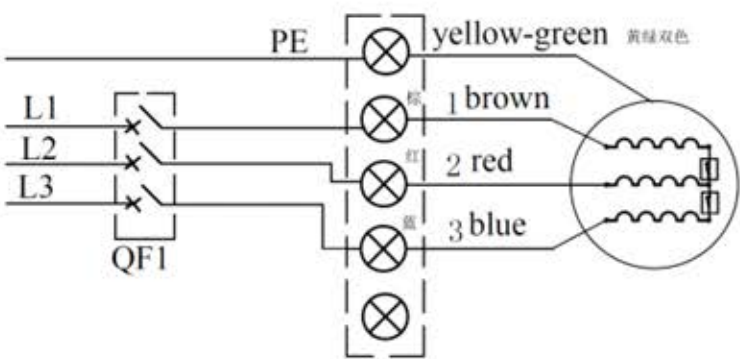 PE yellow-green 黄绿双色
L1 棕 1 brown
L2 红 2 red
L3 蓝 3 blue
QF1